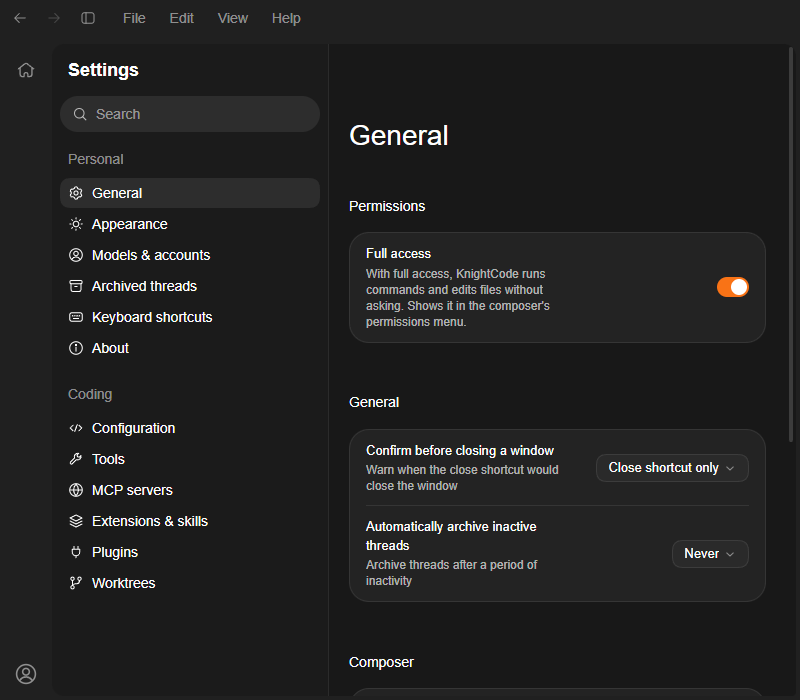 File Edit View Help
Settings
Search
Personal
General
Appearance
Models & accounts
Archived threads
Keyboard shortcuts
About
Coding
Configuration
Tools
MCP servers
Extensions & skills
Plugins
Worktrees
General
Permissions
Full access
With full access, KnightCode runs
commands and edits files without
asking. Shows it in the composer's
permissions menu.
General
Confirm before closing a window
Warn when the close shortcut would
close the window
Close shortcut only
Automatically archive inactive
threads
Archive threads after a period of
inactivity
Never
Composer